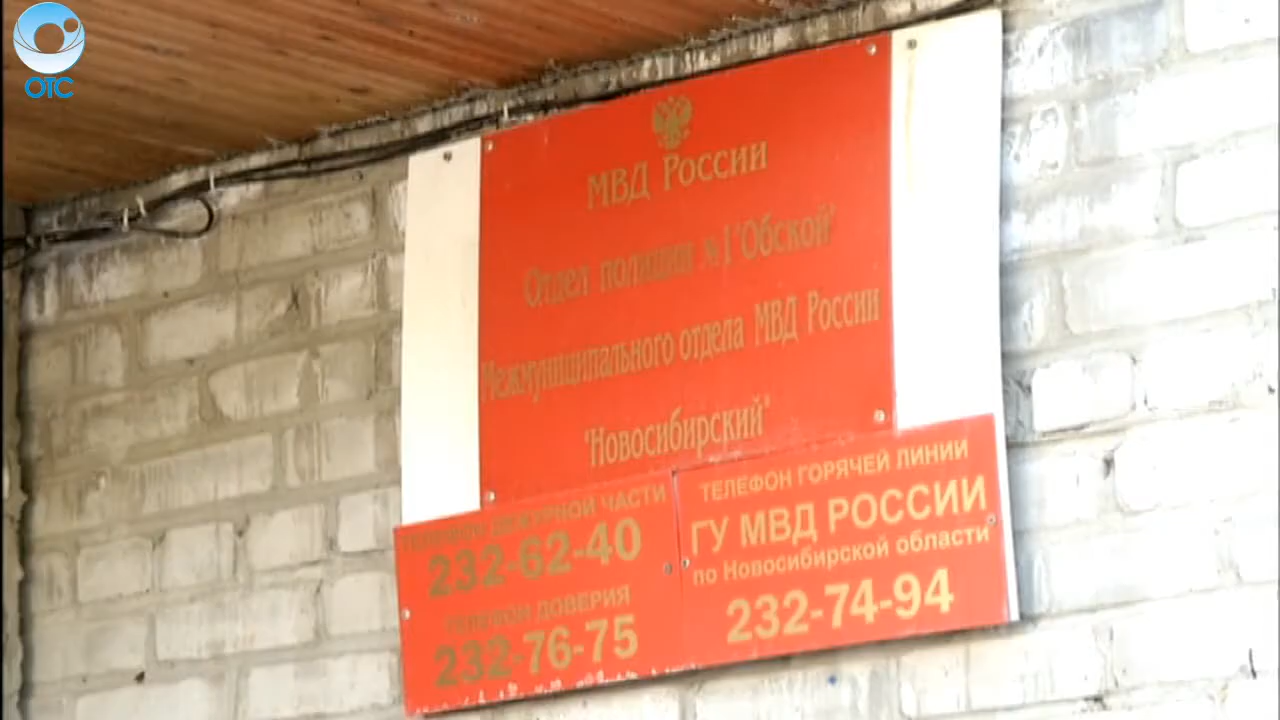 ОТС
МВД России
Отдел полиции №1"Обской"
Межмуниципального отдела МВД России
"Новосибирский"
ТЕЛЕФОН ДЕЖУРНОЙ ЧАСТИ
232-62-40
ТЕЛЕФОН ДОВЕРИЯ
232-76-75
ТЕЛЕФОН ГОРЯЧЕЙ ЛИНИИ
ГУ МВД РОССИИ
по Новосибирской области
232-74-94